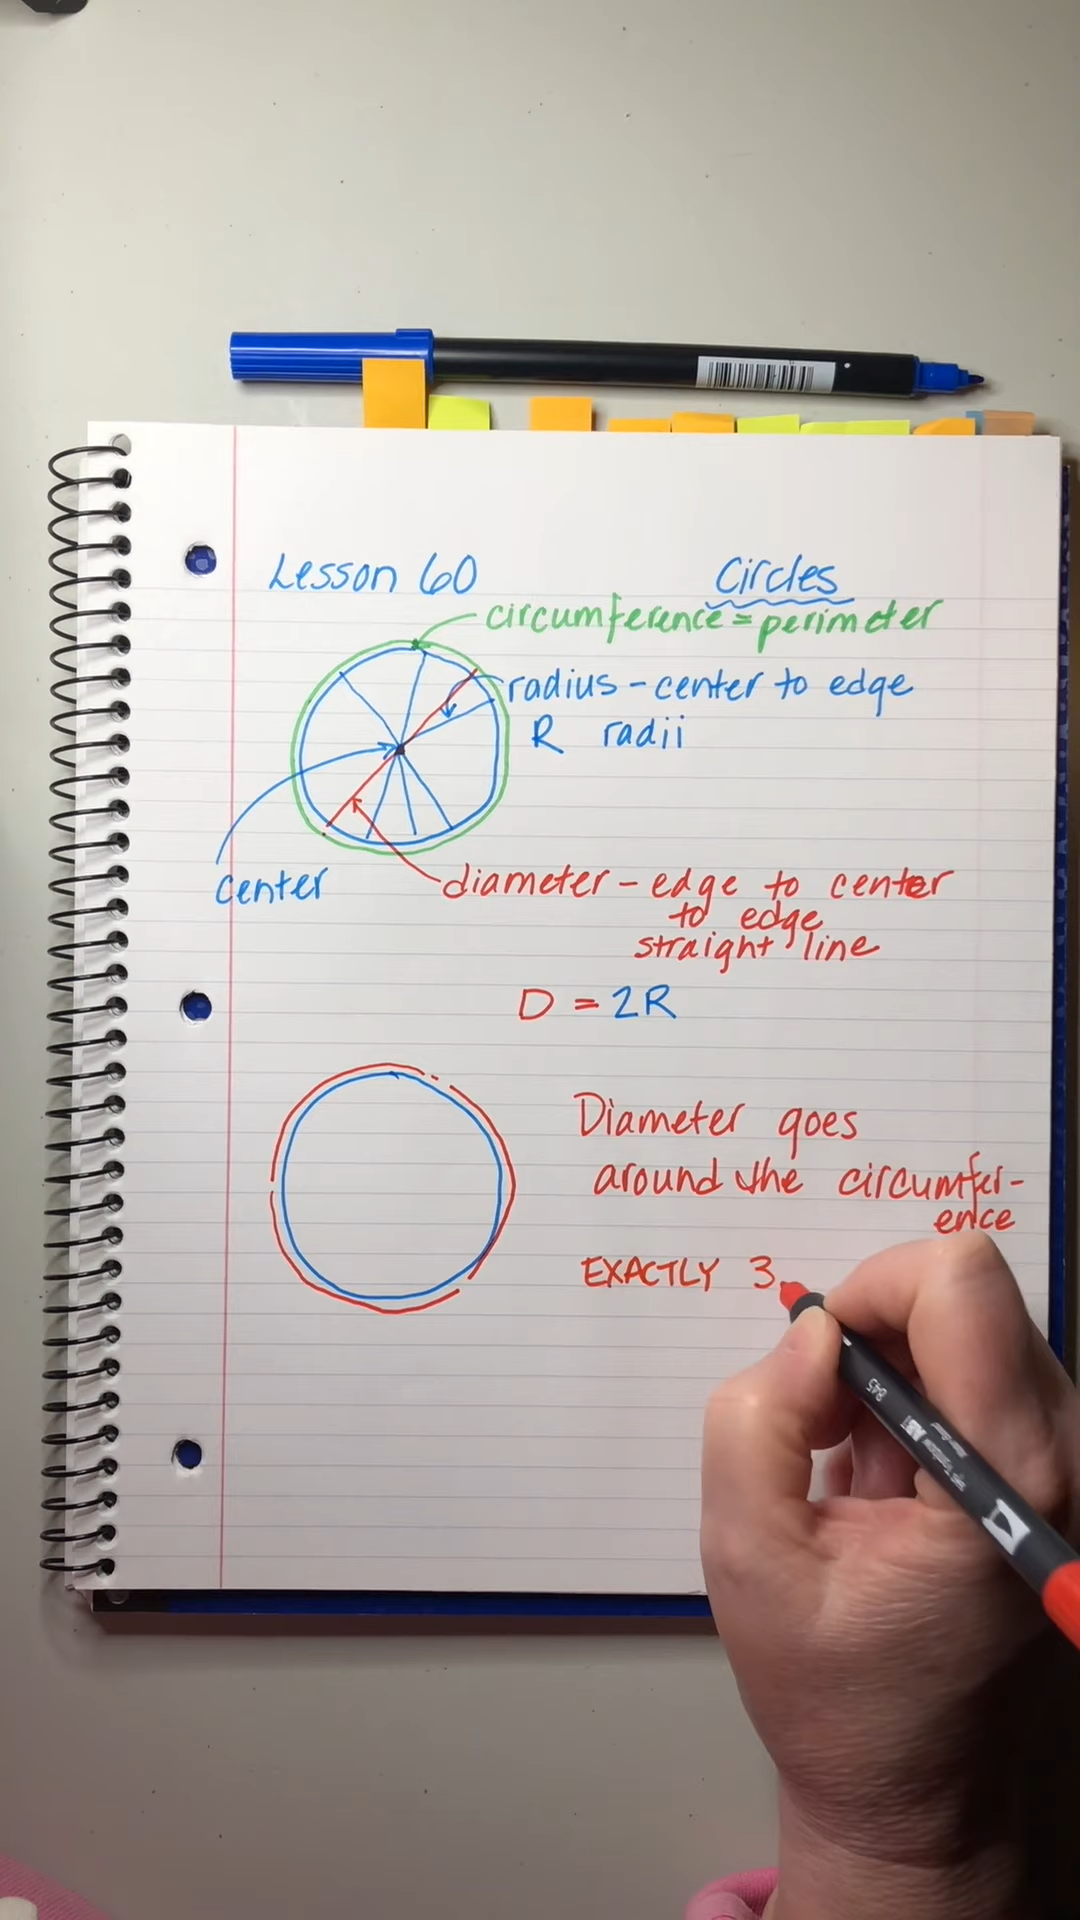 Lesson 60
Circles
circumference = perimeter
radius - center to edge
R radii
center
diameter - edge to center
to edge
straight line
D = 2R
Diameter goes
around the circumfer-
ence
EXACTLY 3.
845